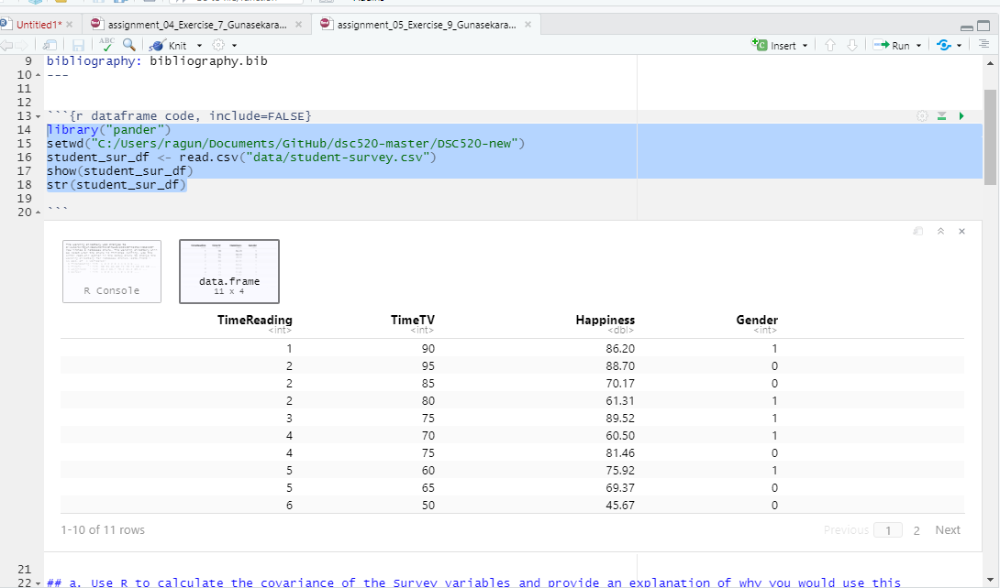 Untitled1* ×
assignment_04_Exercise_7_Gunasekara... ×
assignment_05_Exercise_9_Gunasekara... ×
ABC
Knit
Insert
Run
9 bibliography: bibliography.bib
10 ---
11
12
13 ```{r dataframe code, include=FALSE}
14 library("pander")
15 setwd("C:/Users/ragun/Documents/GitHub/dsc520-master/DSC520-new")
16 student_sur_df <- read.csv("data/student-survey.csv")
17 show(student_sur_df)
18 str(student_sur_df)
19
20 ```
R Console
data.frame
11 x 4
TimeReading TimeTV Happiness Gender
<int> <int> <dbl> <int>
1 90 86.20 1
2 95 88.70 0
2 85 70.17 0
2 80 61.31 1
3 75 89.52 1
4 70 60.50 1
4 75 81.46 0
5 60 75.92 1
5 65 69.37 0
6 50 45.67 0
1-10 of 11 rows
Previous 1 2 Next
21
22 ## a. Use R to calculate the covariance of the Survey variables and provide an explanation of why you would use this